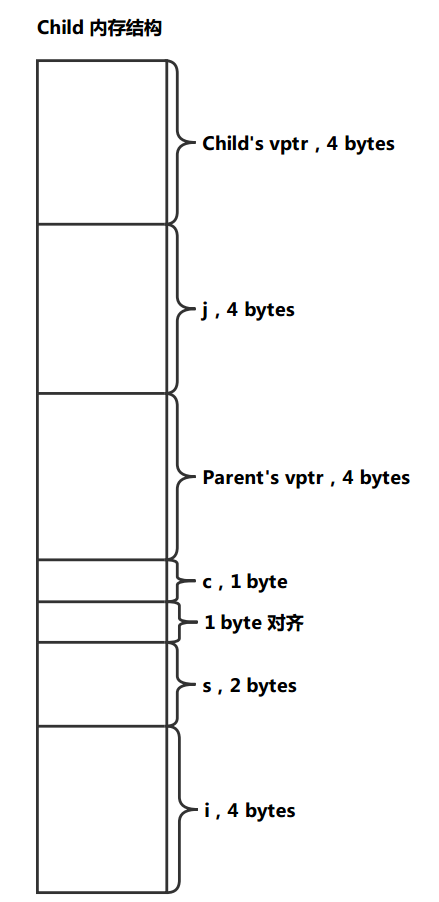 Child 内存结构
Child's vptr，4 bytes
j，4 bytes
Parent's vptr，4 bytes
c，1 byte
1 byte 对齐
s，2 bytes
i，4 bytes